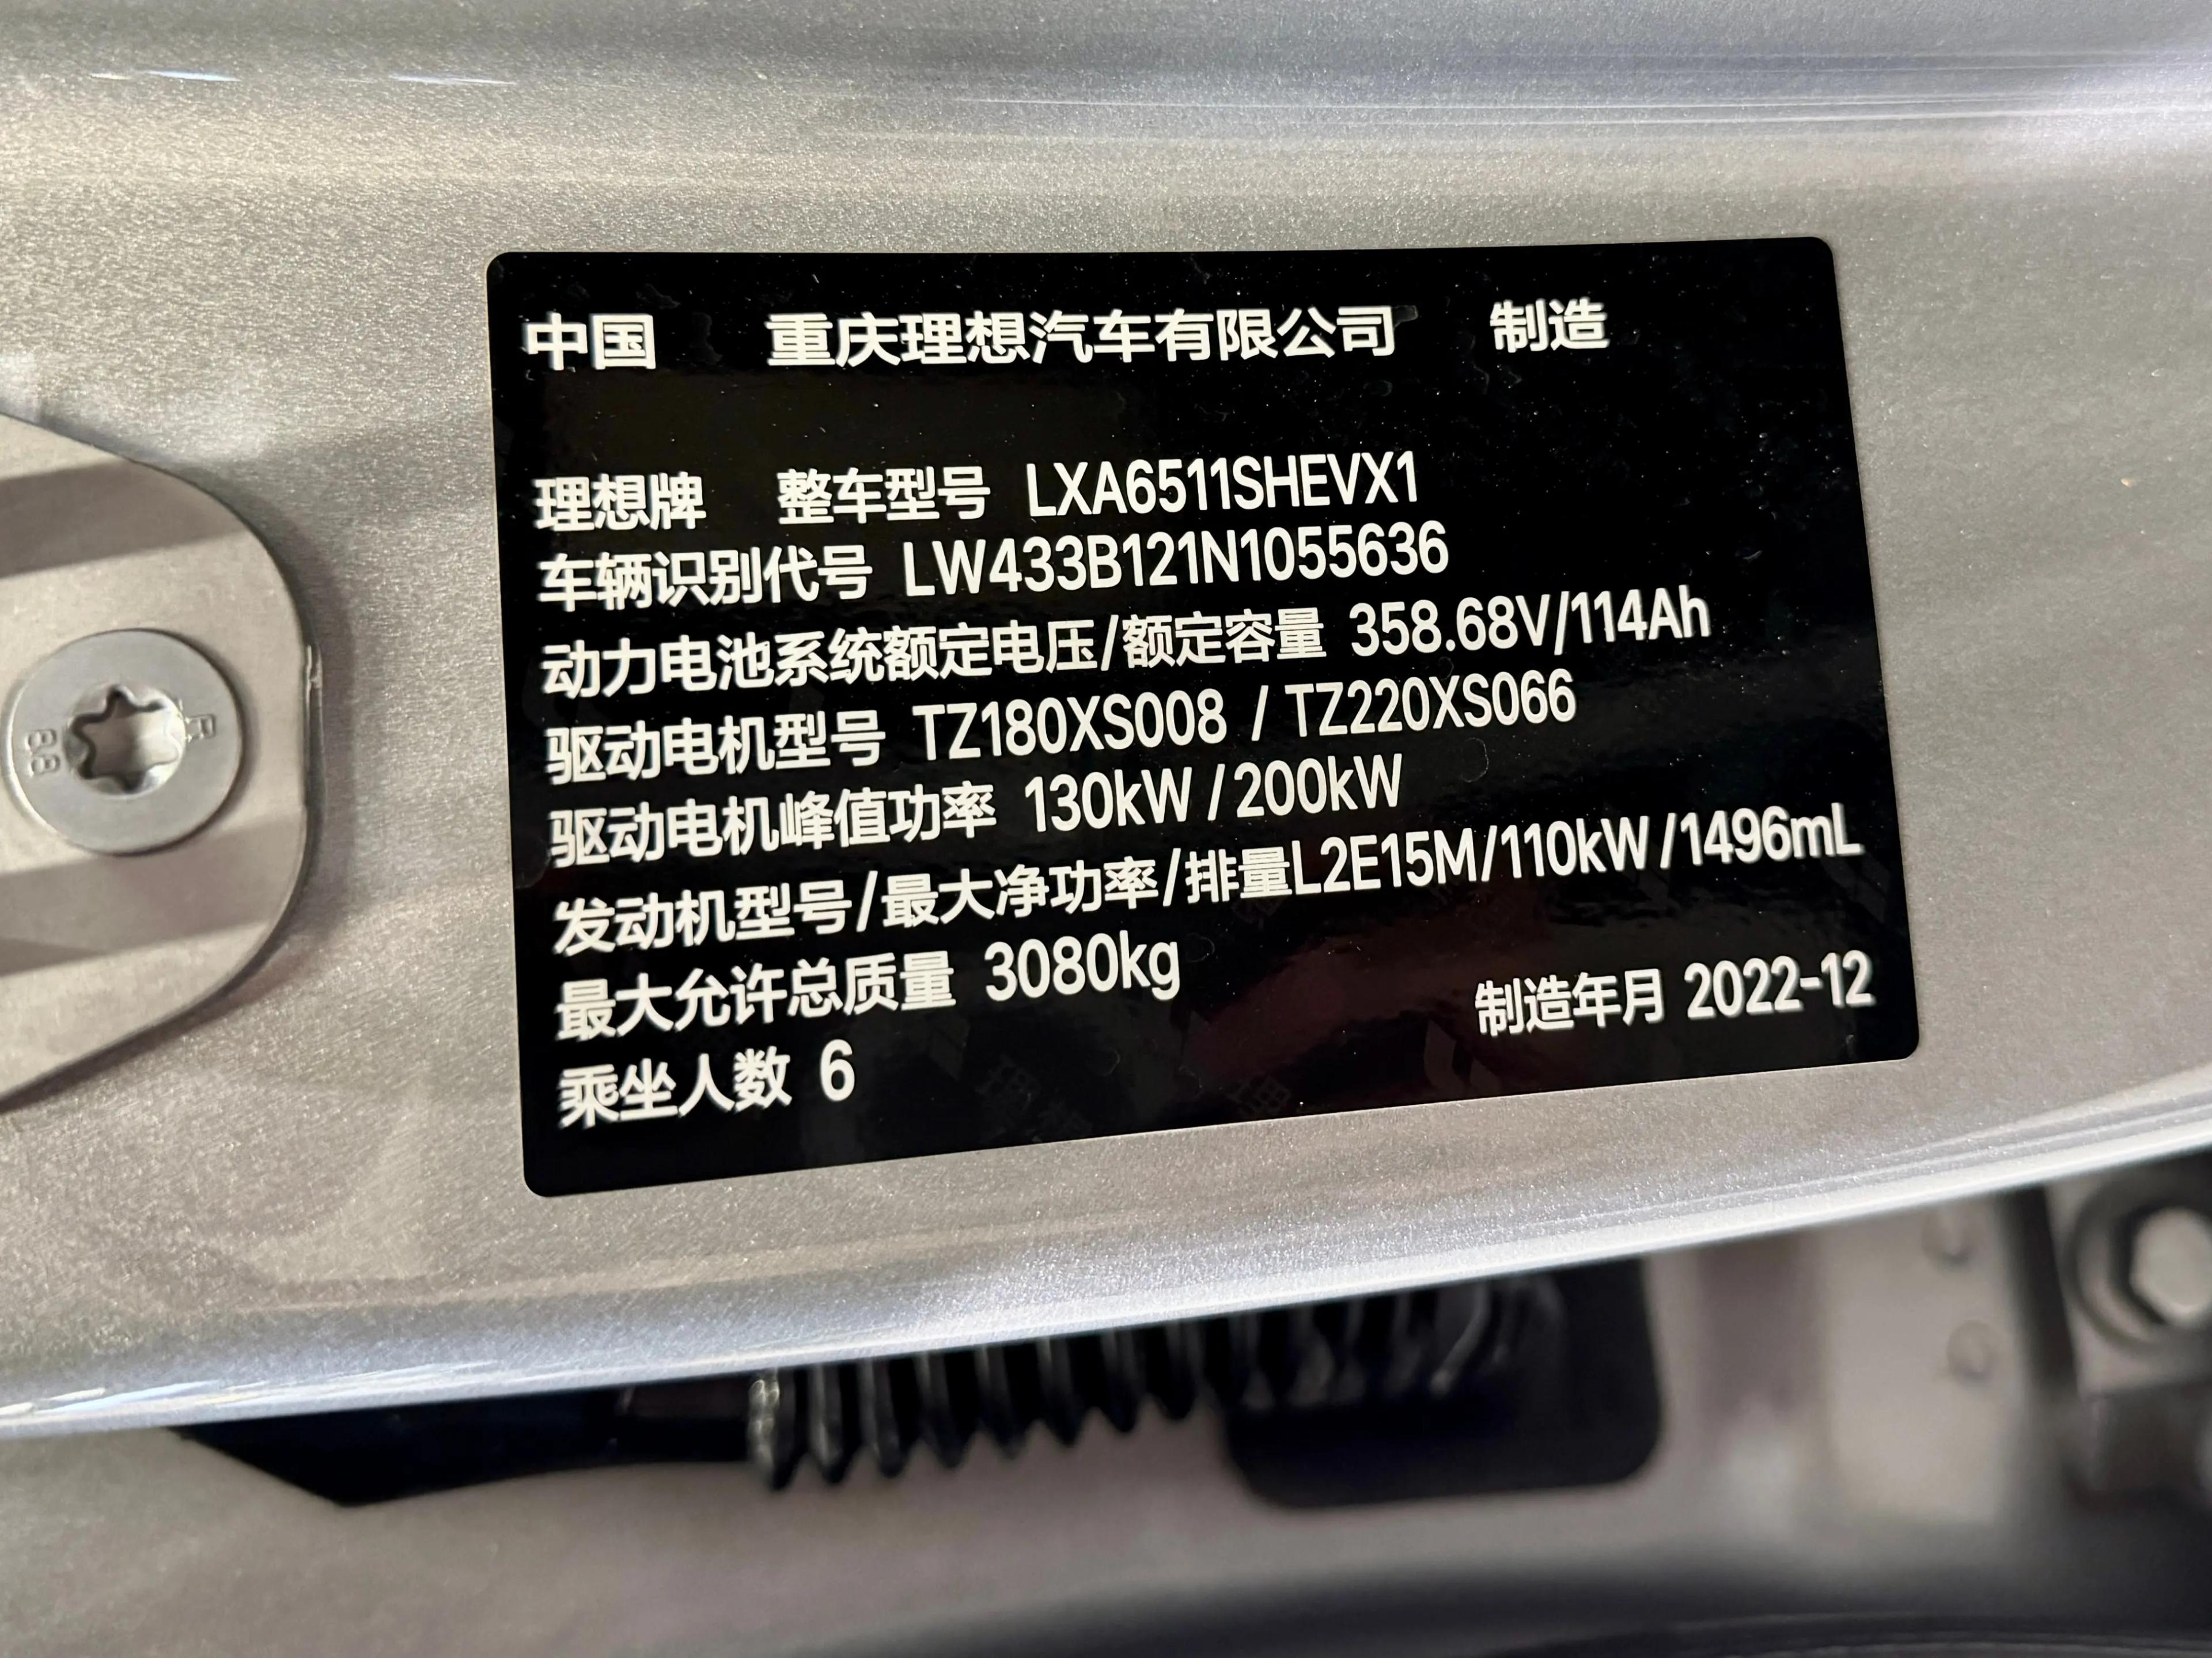 中国 重庆理想汽车有限公司 制造
理想牌 整车型号 LXA6511SHEVX1
车辆识别代号 LW433B121N1055636
动力电池系统额定电压/额定容量 358.68V/114Ah
驱动电机型号 TZ180XS008 / TZ220XS066
驱动电机峰值功率 130kW / 200kW
发动机型号/最大净功率/排量L2E15M/110kW/1496mL
最大允许总质量 3080kg
制造年月 2022-12
乘坐人数 6
8.8